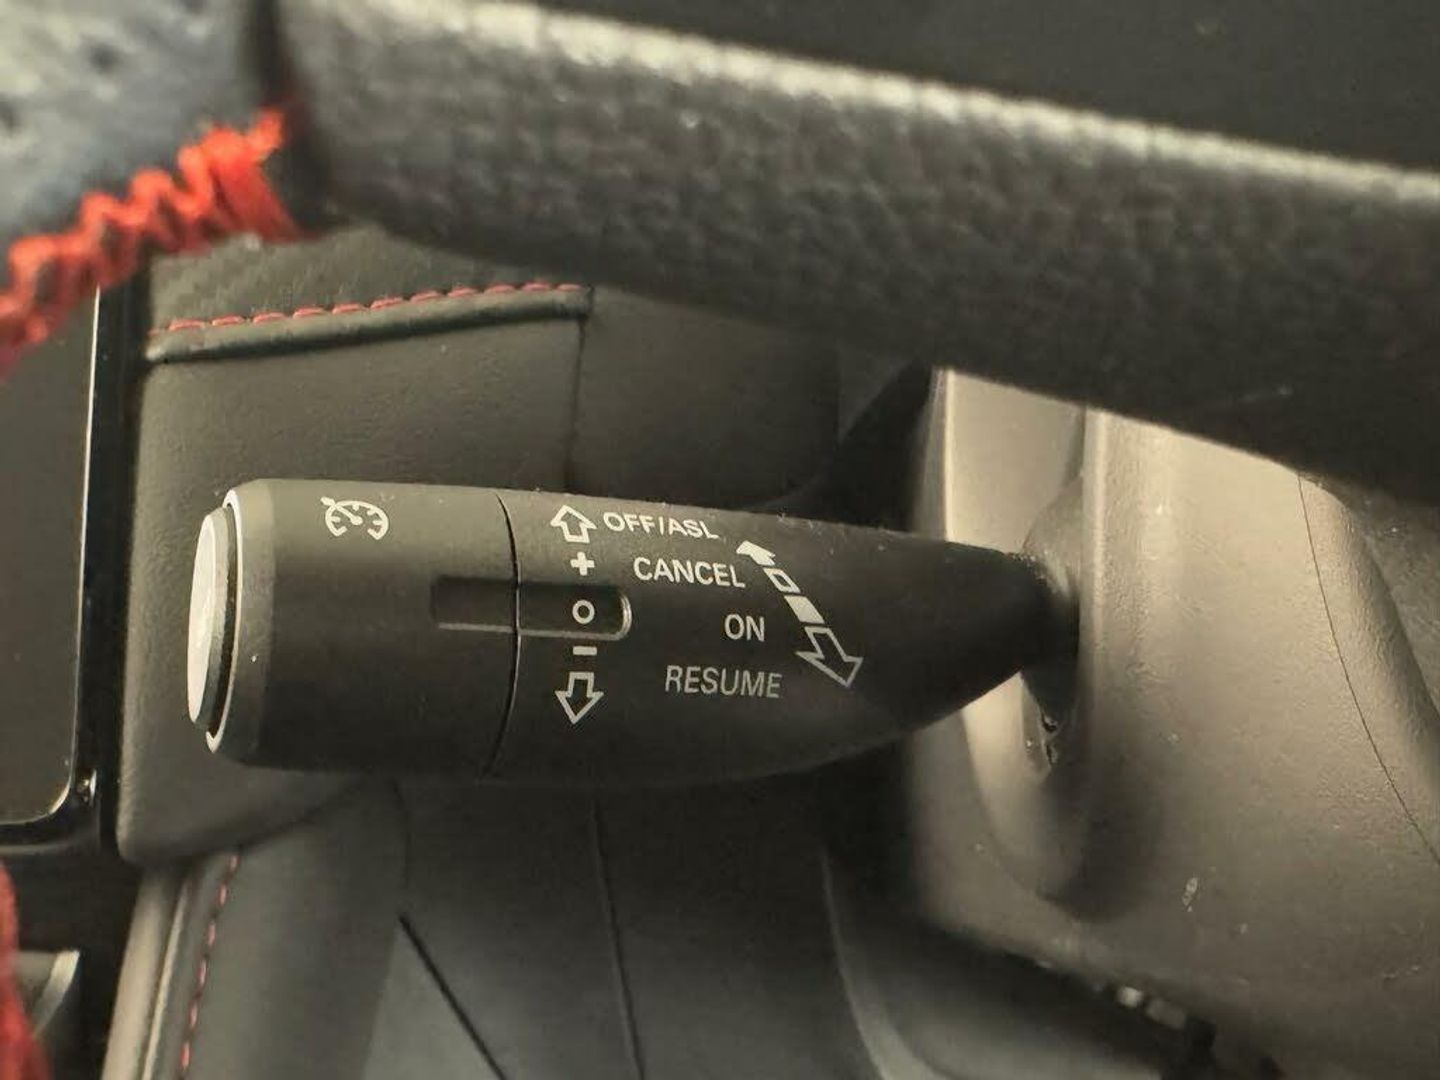 OFF/ASL
+
CANCEL
O
ON
-
RESUME